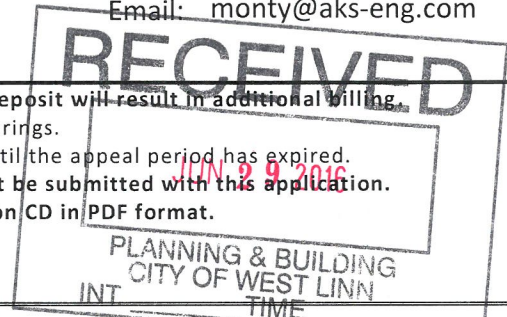 Email: monty@aks-eng.com
RECEIVED
eposit will result in additional billing.
rings.
til the appeal period has expired.
JUN 29 2016
t be submitted with this application.
on CD in PDF format.
PLANNING & BUILDING
CITY OF WEST LINN
INT TIME